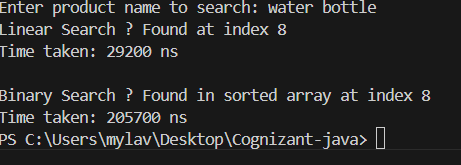 Enter product name to search: water bottle
Linear Search ? Found at index 8
Time taken: 29200 ns
Binary Search ? Found in sorted array at index 8
Time taken: 205700 ns
PS C:\Users\mylav\Desktop\Cognizant-java>